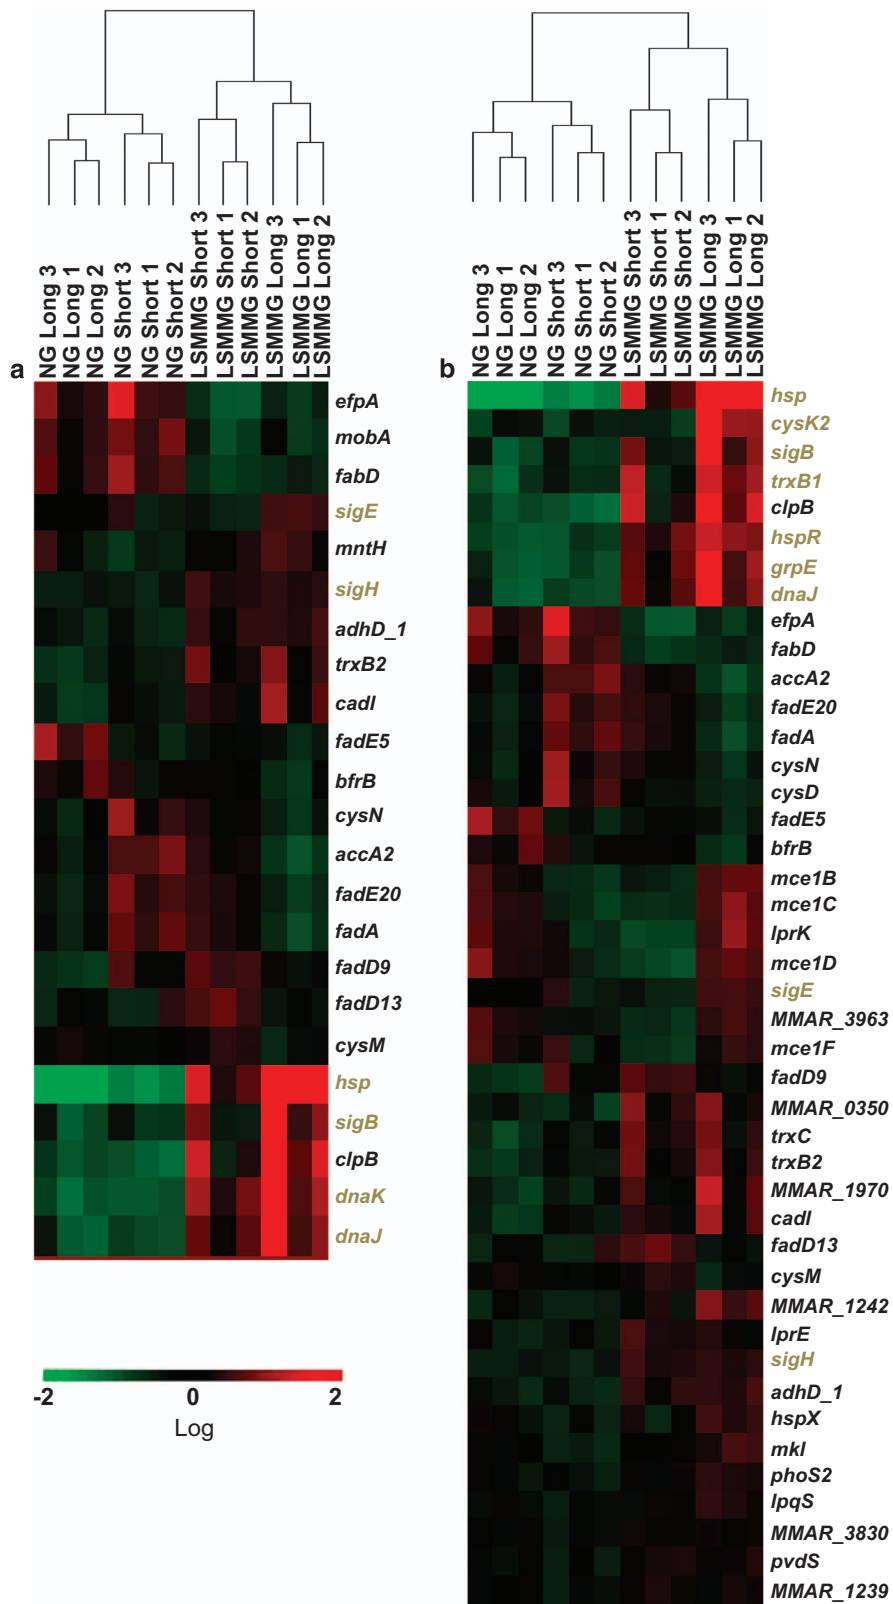 a
NG Long 3
NG Long 1
NG Long 2
NG Short 3
NG Short 1
NG Short 2
LSMMG Short 3
LSMMG Short 1
LSMMG Short 2
LSMMG Long 3
LSMMG Long 1
LSMMG Long 2
efpA
mobA
fabD
sigE
mntH
sigH
adhD_1
trxB2
cadI
fadE5
bfrB
cysN
accA2
fadE20
fadA
fadD9
fadD13
cysM
hsp
sigB
clpB
dnaK
dnaJ
-2 0 2
Log
b
NG Long 3
NG Long 1
NG Long 2
NG Short 3
NG Short 1
NG Short 2
LSMMG Short 3
LSMMG Short 1
LSMMG Short 2
LSMMG Long 3
LSMMG Long 1
LSMMG Long 2
hsp
cysK2
sigB
trxB1
clpB
hspR
grpE
dnaJ
efpA
fabD
accA2
fadE20
fadA
cysN
cysD
fadE5
bfrB
mce1B
mce1C
lprK
mce1D
sigE
MMAR_3963
mce1F
fadD9
MMAR_0350
trxC
trxB2
MMAR_1970
cadI
fadD13
cysM
MMAR_1242
lprE
sigH
adhD_1
hspX
mkl
phoS2
lpqS
MMAR_3830
pvdS
MMAR_1239